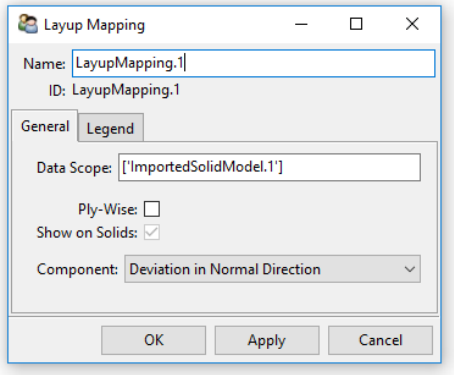 Layup Mapping
Name: LayupMapping.1
ID: LayupMapping.1
General Legend
Data Scope: ['ImportedSolidModel.1']
Ply-Wise:
Show on Solids:
Component: Deviation in Normal Direction
OK Apply Cancel